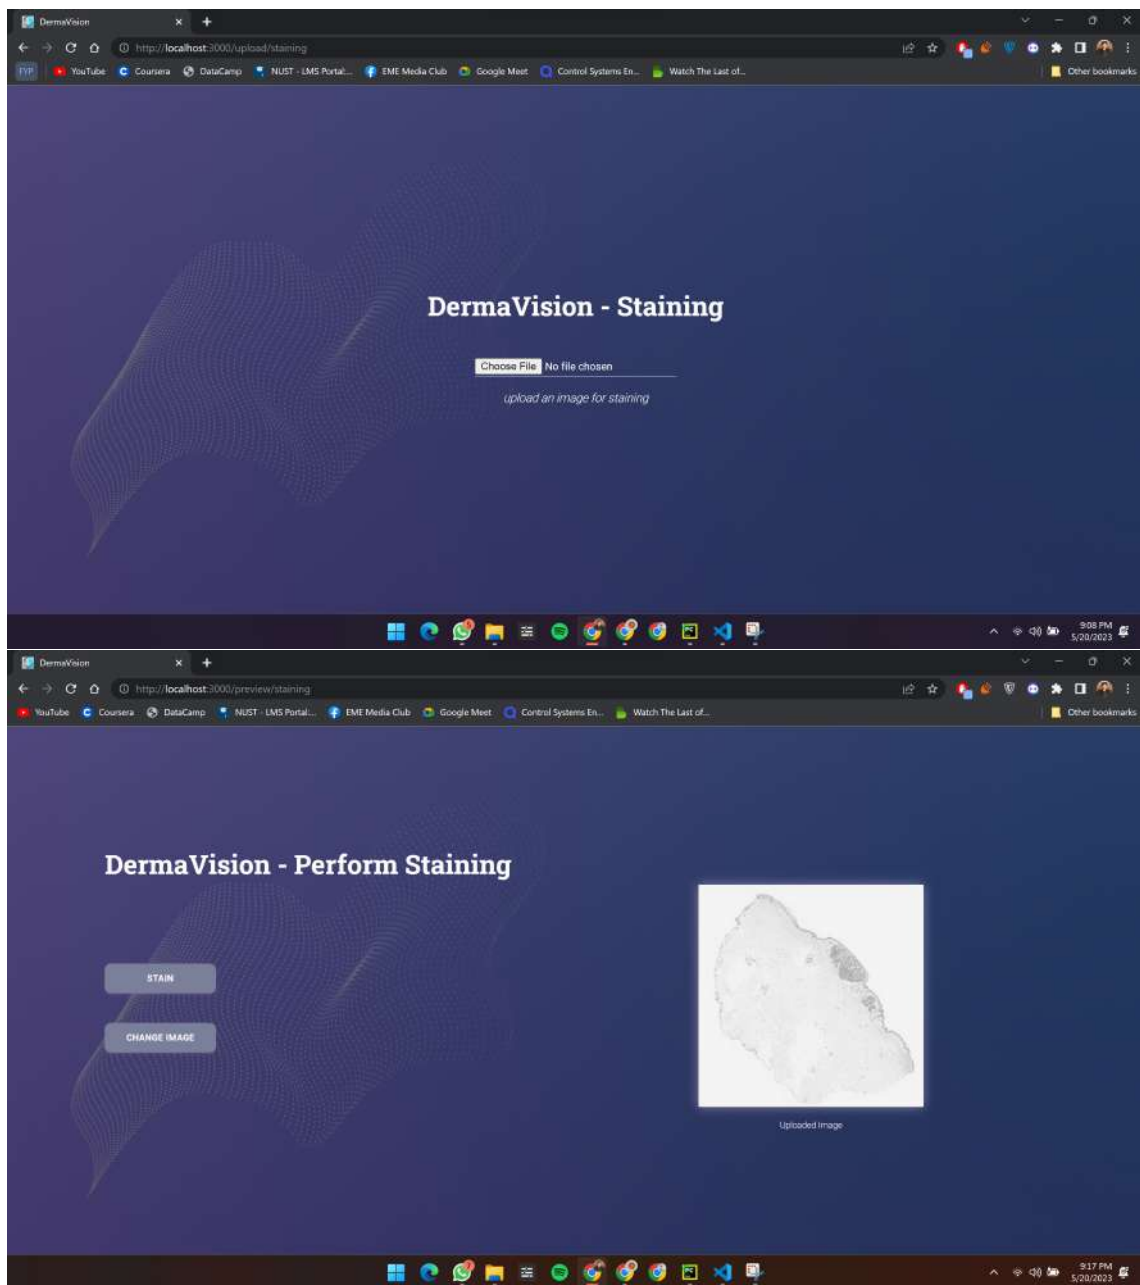 DermaVision
http://localhost:3000/upload/staining
FYP YouTube Coursera DataCamp NUST - LMS Portal:... EME Media Club Google Meet Control Systems En... Watch The Last of... Other bookmarks
DermaVision - Staining
Choose File No file chosen
upload an image for staining
9:08 PM
5/20/2023
DermaVision
http://localhost:3000/preview/staining
YouTube Coursera DataCamp NUST - LMS Portal:... EME Media Club Google Meet Control Systems En... Watch The Last of... Other bookmarks
DermaVision - Perform Staining
STAIN
CHANGE IMAGE
Uploaded Image
9:17 PM
5/20/2023